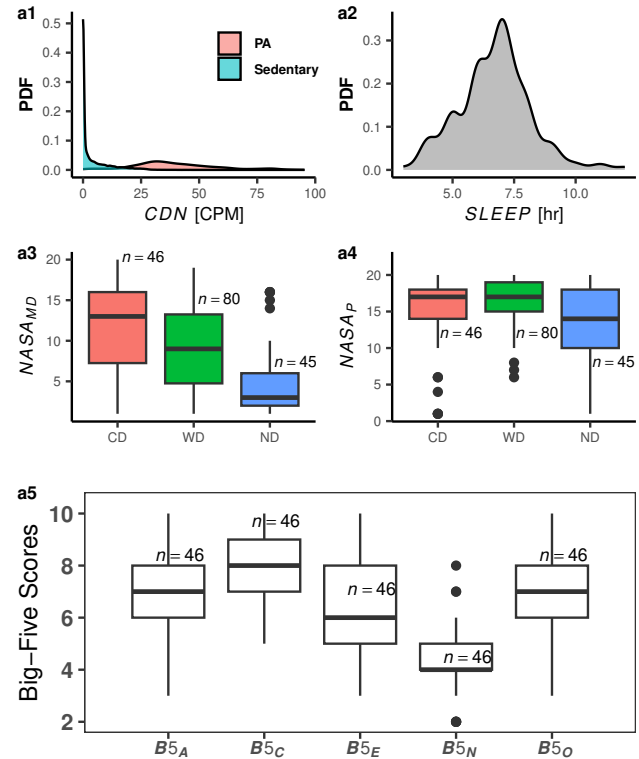 a1
PDF
0.5
0.4
0.3
0.2
0.1
0.0
PA
Sedentary
0 25 50 75 100
CDN [CPM]
a2
PDF
0.3
0.2
0.1
0.0
5.0 7.5 10.0
SLEEP [hr]
a3
NASA_MD
20
15
10
5
n = 46
n = 80
n = 45
CD WD ND
a4
NASA_P
20
15
10
5
0
n = 46
n = 80
n = 45
CD WD ND
a5
Big−Five Scores
10
8
6
4
2
n = 46
n = 46
n = 46
n = 46
n = 46
B5_A B5_C B5_E B5_N B5_O